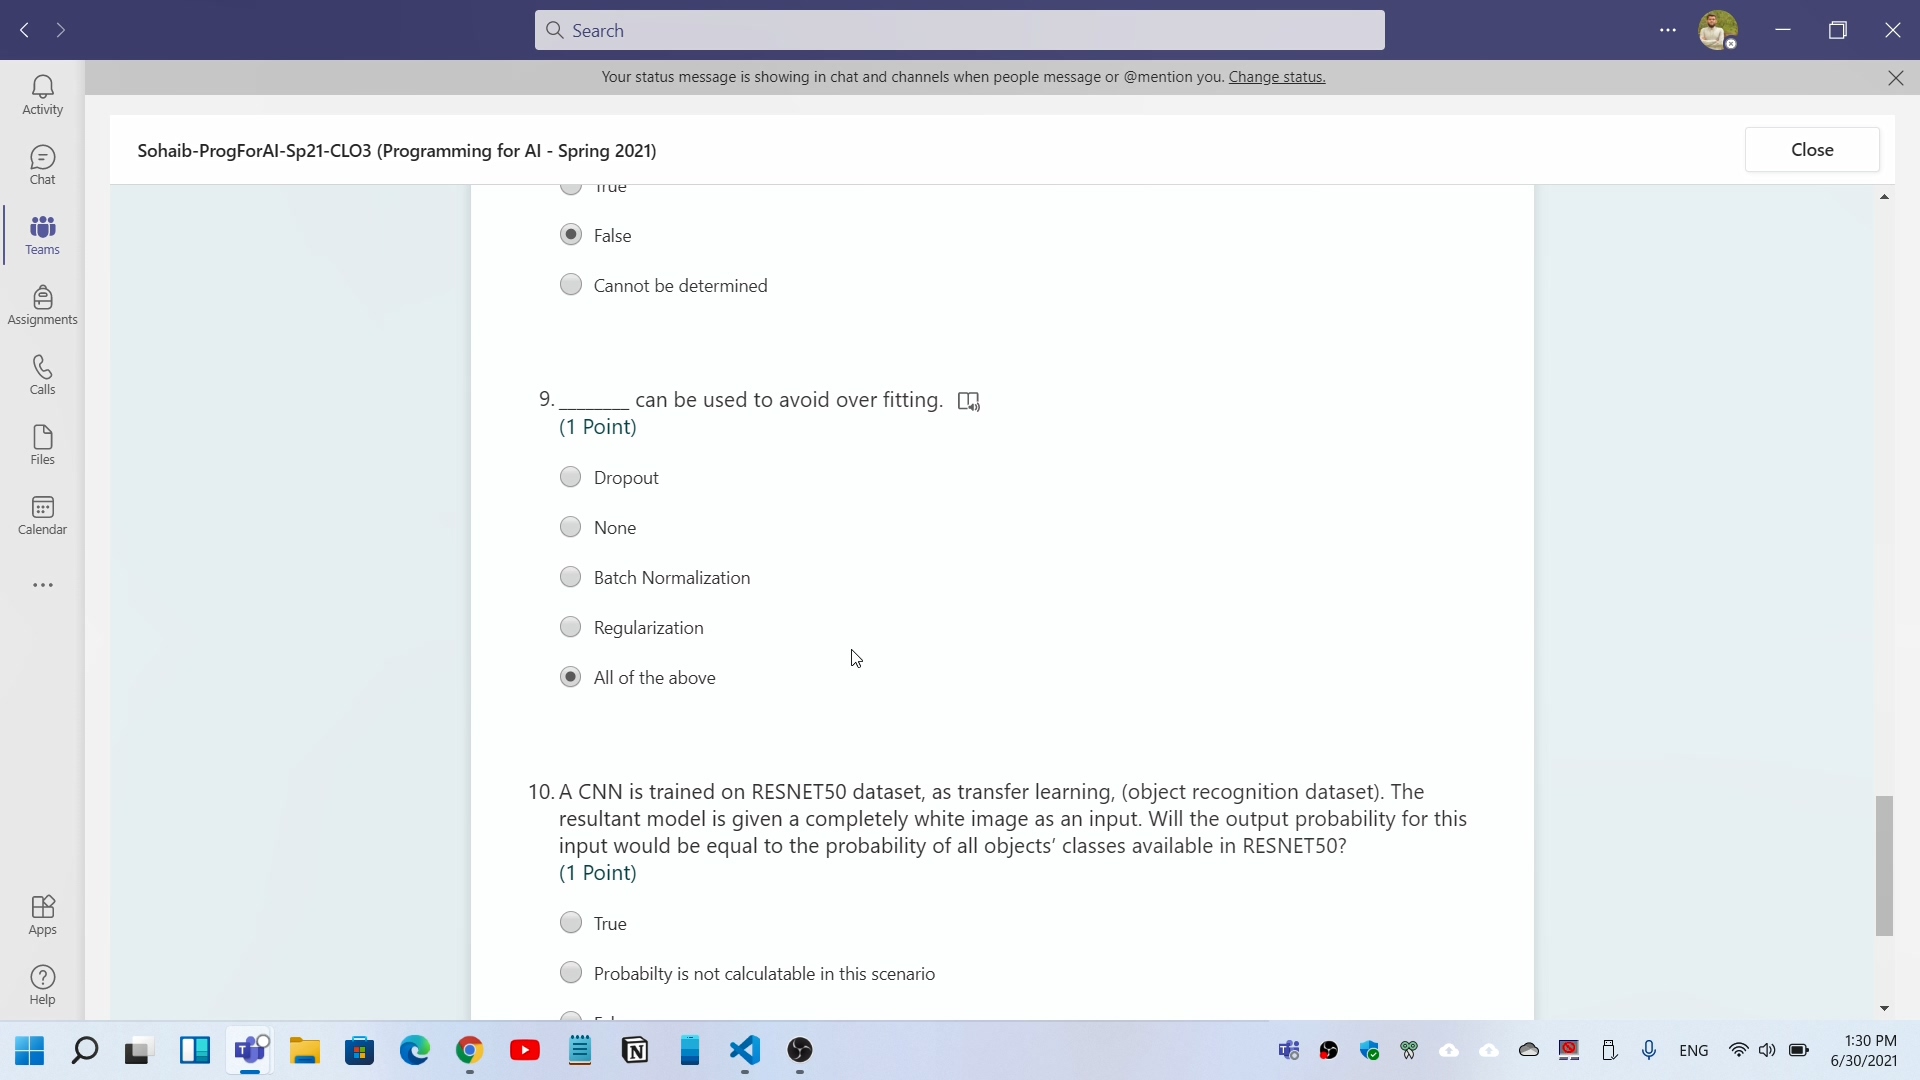 Search
Your status message is showing in chat and channels when people message or @mention you. Change status.
Activity
Chat
Teams
Assignments
Calls
Files
Calendar
Apps
Help
Sohaib-ProgForAI-Sp21-CLO3 (Programming for AI - Spring 2021)
Close
True
False
Cannot be determined
9. ________ can be used to avoid over fitting.
(1 Point)
Dropout
None
Batch Normalization
Regularization
All of the above
10. A CNN is trained on RESNET50 dataset, as transfer learning, (object recognition dataset). The
resultant model is given a completely white image as an input. Will the output probability for this
input would be equal to the probability of all objects' classes available in RESNET50?
(1 Point)
True
Probabilty is not calculatable in this scenario
ENG
1:30 PM
6/30/2021